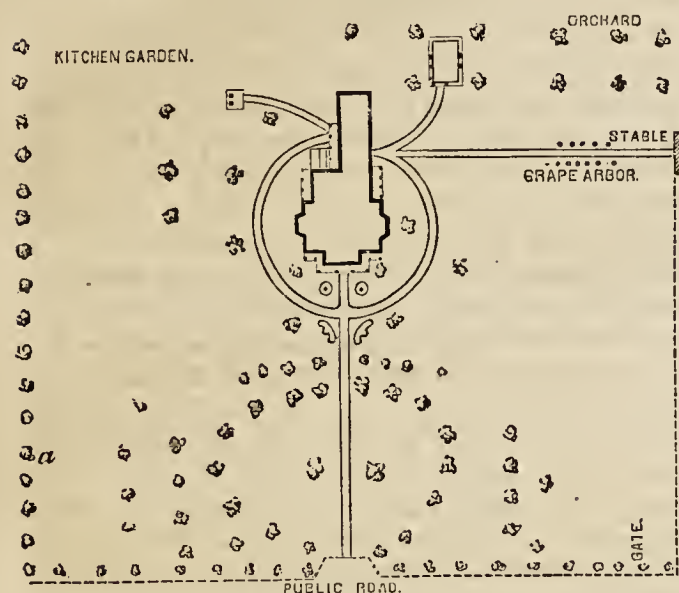 ORCHARD
KITCHEN GARDEN.
STABLE
GRAPE ARBOR.
a
GATE.
PUBLIC ROAD.